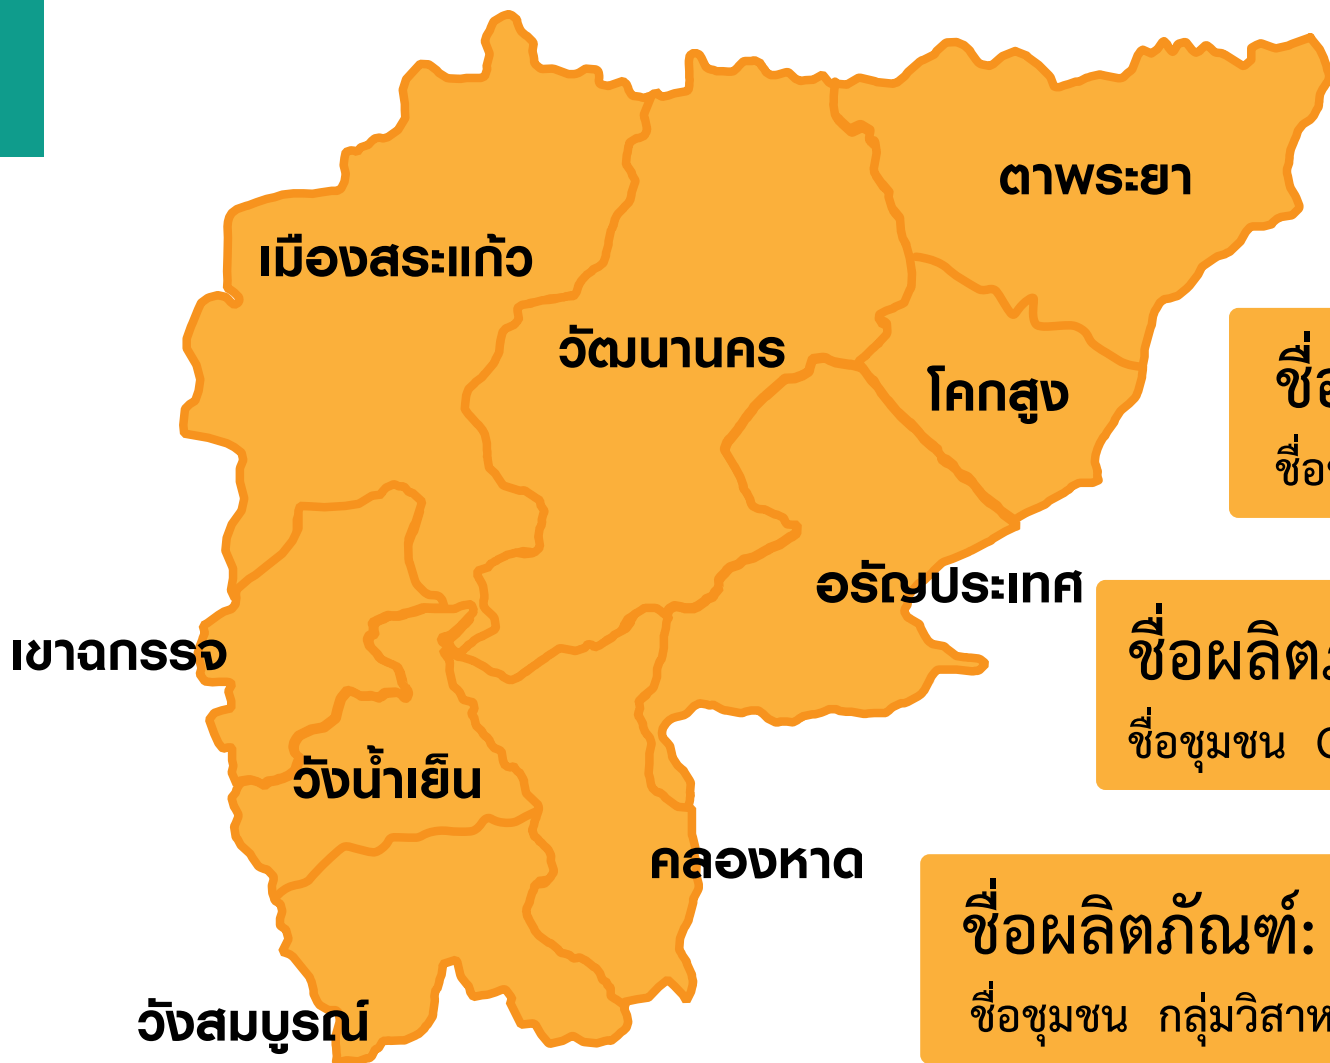 ตาพระยา
เมืองสระแก้ว
วัฒนานคร
โคกสูง
อรัญประเทศ
เขาฉกรรจ
วังน้ำเย็น
คลองหาด
วังสมบูรณ์
ชื่อผลิต
ชื่อชุมชน
ชื่อผลิตภัณฑ์:
ชื่อชุมชน กลุ่มวิสาห